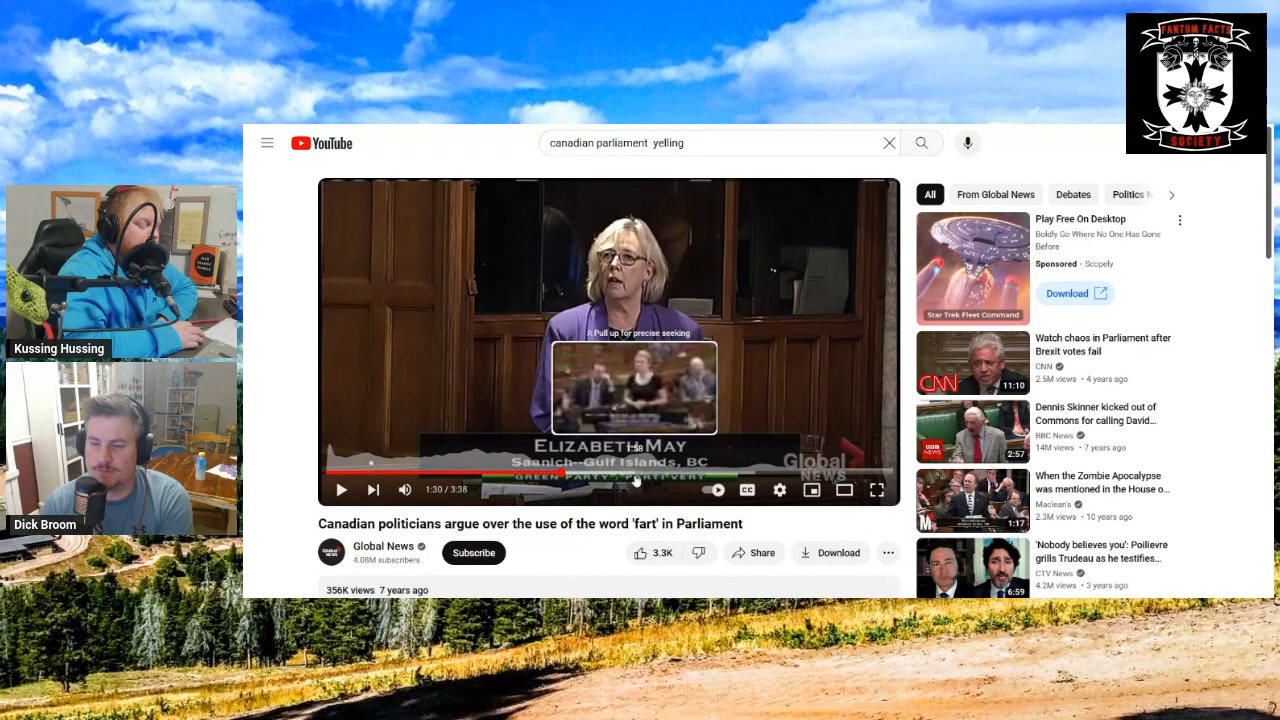 FANTOM FACTS
SOCIETY
YouTube
canadian parliament yelling
Kussing Hussing
Dick Broom
Pull up for precise seeking
1:58
ELIZABETH MAY
Saanich--Gulf Islands, BC
GREEN PARTY / PARTI VERT
Global
NEWS
1:30 / 3:38
CC
Canadian politicians argue over the use of the word 'fart' in Parliament
Global News
4.08M subscribers
Subscribe
3.3K
Share
Download
356K views 7 years ago
All
From Global News
Debates
Politics N
Play Free On Desktop
Boldly Go Where No One Has Gone
Before
Sponsored · Scopely
Download
Star Trek Fleet Command
Watch chaos in Parliament after
Brexit votes fail
CNN
2.5M views • 4 years ago
CNN
11:10
Dennis Skinner kicked out of
Commons for calling David...
BBC News
14M views • 7 years ago
BBC
NEWS
2:57
When the Zombie Apocalypse
was mentioned in the House o...
Maclean's
2.3M views • 10 years ago
M
1:17
'Nobody believes you': Poilievre
grills Trudeau as he testifies...
CTV News
4.2M views • 3 years ago
6:59